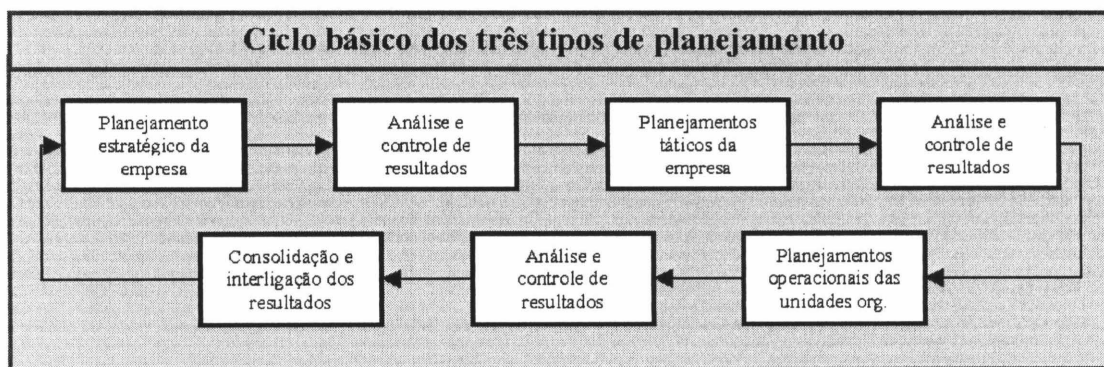 Ciclo básico dos três tipos de planejamento
Planejamento
estratégico da
empresa
Análise e
controle de
resultados
Planejamentos
táticos da
empresa
Análise e
controle de
resultados
Planejamentos
operacionais das
unidades org.
Análise e
controle de
resultados
Consolidação e
interligação dos
resultados